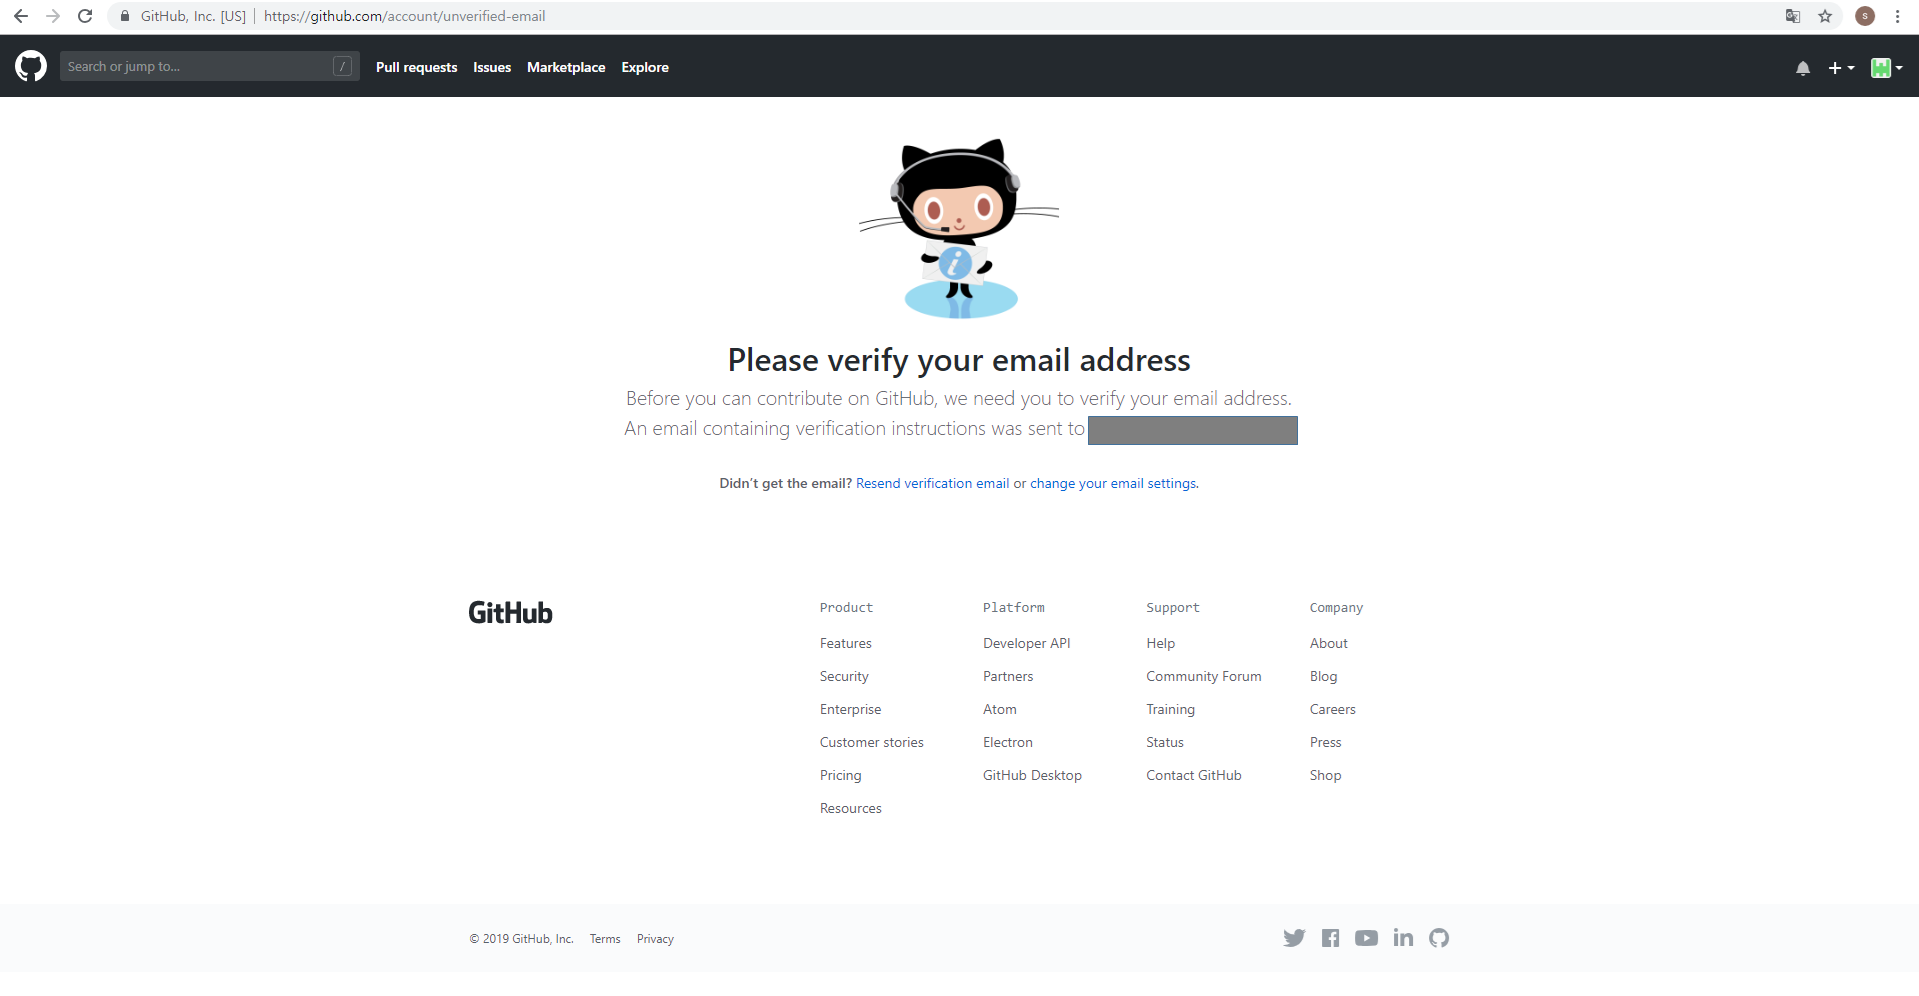 GitHub, Inc. [US] | https://github.com/account/unverified-email
s
Search or jump to... /
Pull requests Issues Marketplace Explore
i
Please verify your email address
Before you can contribute on GitHub, we need you to verify your email address.
An email containing verification instructions was sent to
Didn't get the email? Resend verification email or change your email settings.
GitHub
Product
Features
Security
Enterprise
Customer stories
Pricing
Resources
Platform
Developer API
Partners
Atom
Electron
GitHub Desktop
Support
Help
Community Forum
Training
Status
Contact GitHub
Company
About
Blog
Careers
Press
Shop
© 2019 GitHub, Inc. Terms Privacy